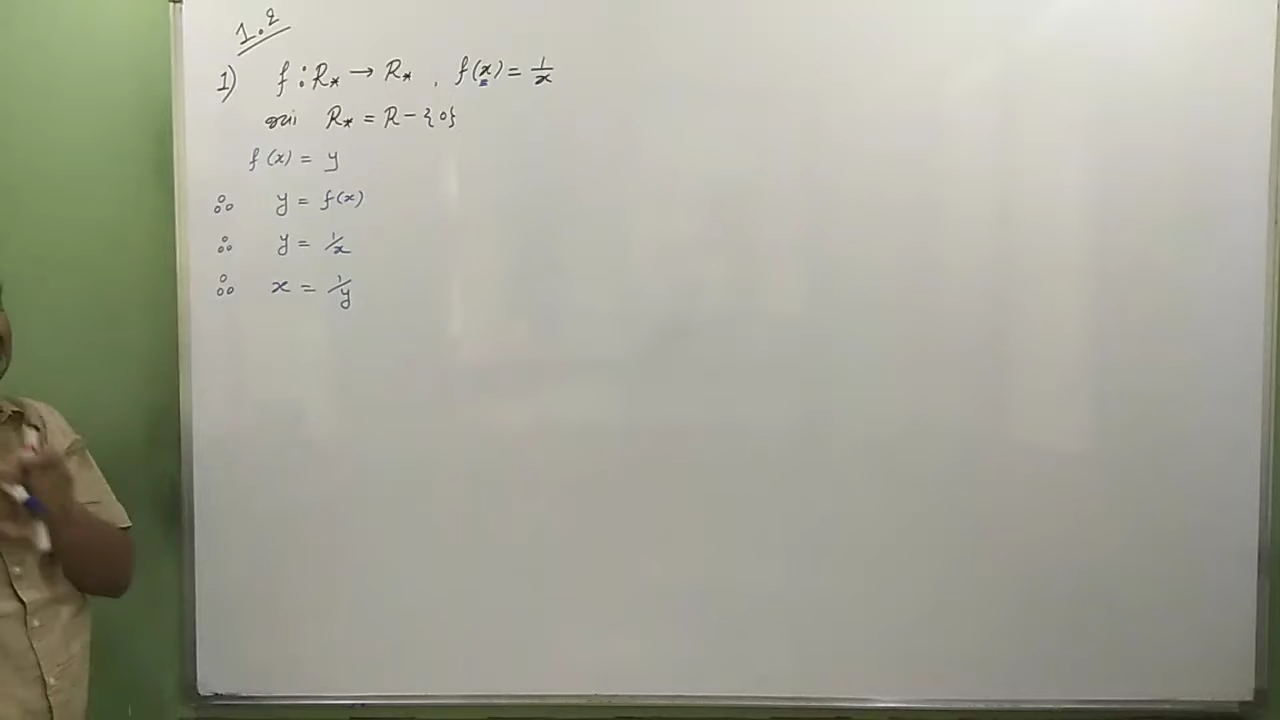 1.2
1) f : R* → R* , f(x) = 1/x
જ્યાં R* = R - {0}
f(x) = y
∴ y = f(x)
∴ y = 1/x
∴ x = 1/y